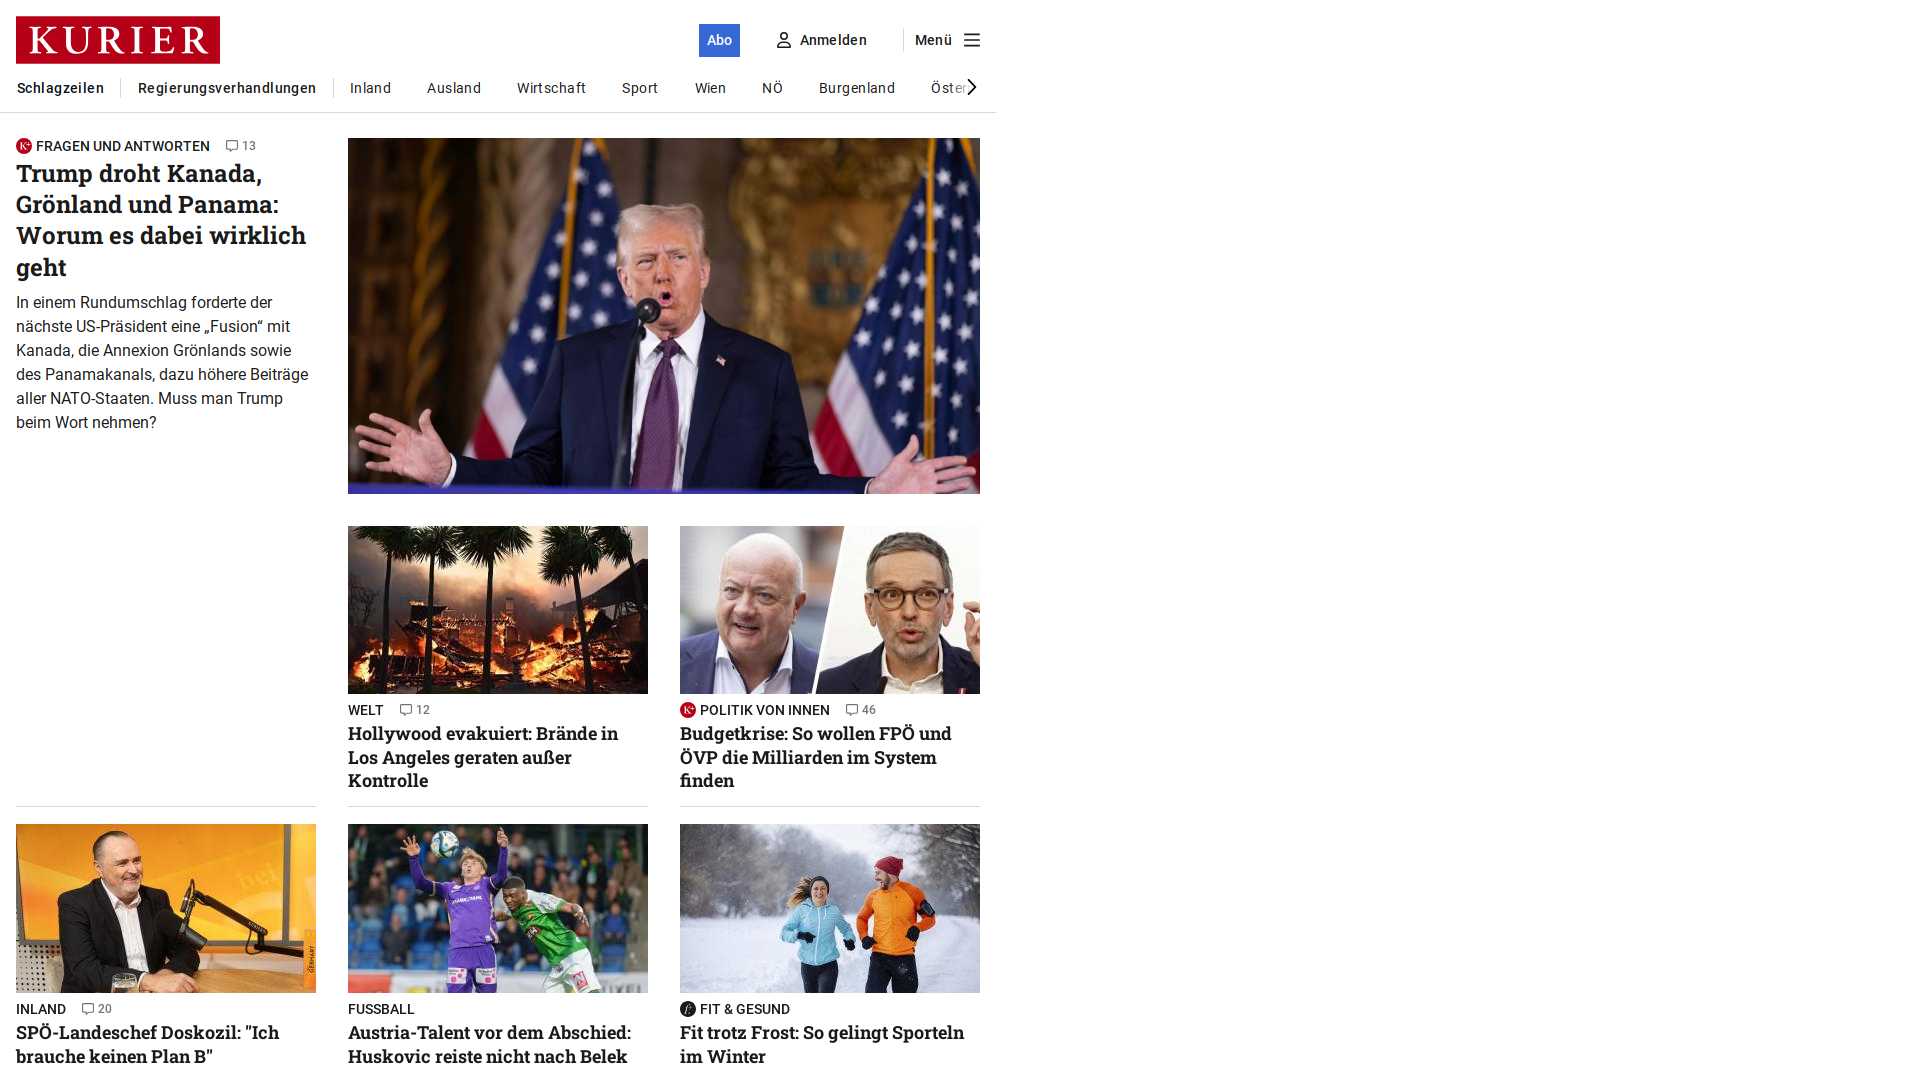 KURIER
Abo
Anmelden
Menü
Schlagzeilen
Regierungsverhandlungen
Inland
Ausland
Wirtschaft
Sport
Wien
NÖ
Burgenland
Öster
FRAGEN UND ANTWORTEN
13
Trump droht Kanada,
Grönland und Panama:
Worum es dabei wirklich
geht
In einem Rundumschlag forderte der
nächste US-Präsident eine „Fusion“ mit
Kanada, die Annexion Grönlands sowie
des Panamakanals, dazu höhere Beiträge
aller NATO-Staaten. Muss man Trump
beim Wort nehmen?
WELT
12
Hollywood evakuiert: Brände in
Los Angeles geraten außer
Kontrolle
POLITIK VON INNEN
46
Budgetkrise: So wollen FPÖ und
ÖVP die Milliarden im System
finden
INLAND
20
SPÖ-Landeschef Doskozil: "Ich
brauche keinen Plan B"
FUSSBALL
Austria-Talent vor dem Abschied:
Huskovic reiste nicht nach Belek
FIT & GESUND
Fit trotz Frost: So gelingt Sporteln
im Winter